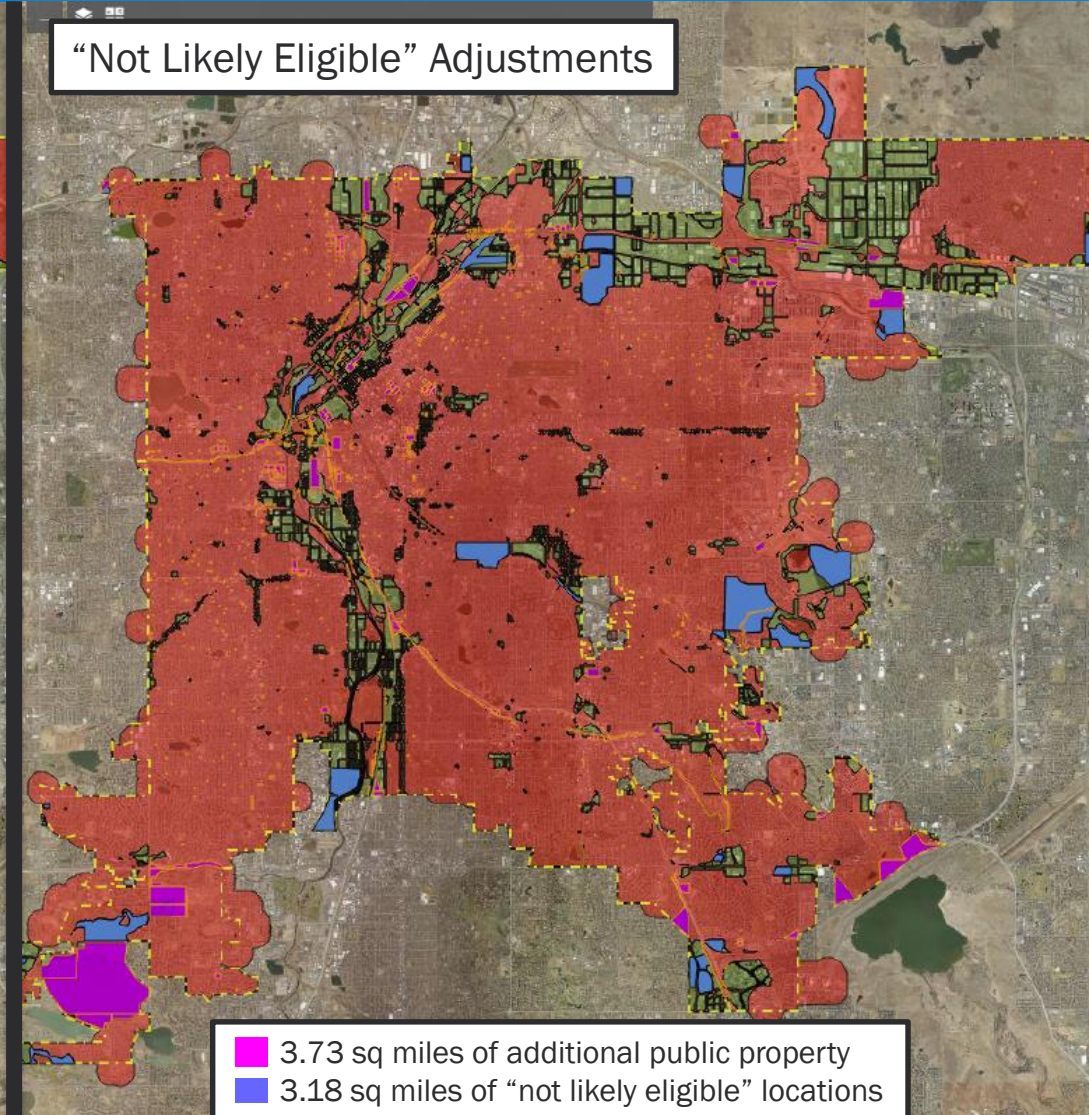 “Not Likely Eligible” Adjustments
3.73 sq miles of additional public property
3.18 sq miles of “not likely eligible” locations